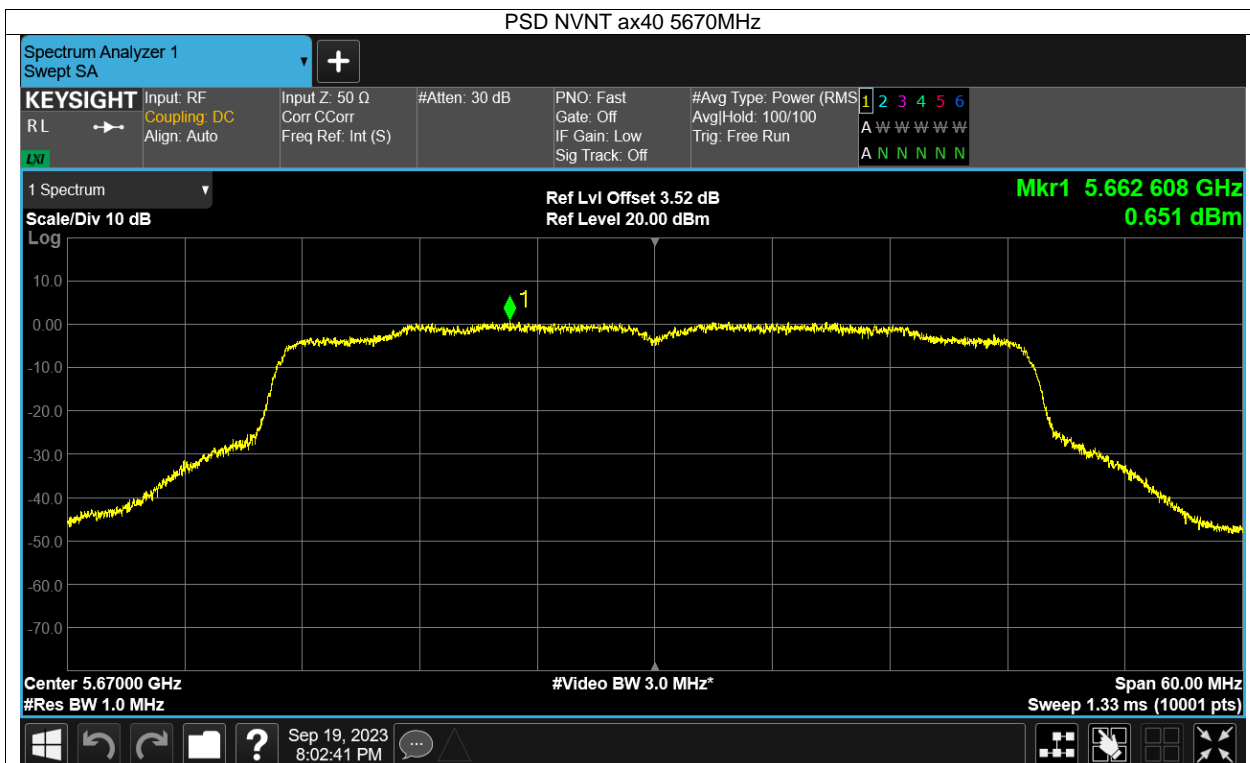 PSD NVNT ax40 5670MHz
Spectrum Analyzer 1
Swept SA
KEYSIGHT
R L
LXI
Input: RF
Coupling: DC
Align: Auto
Input Z: 50 Ω
Corr CCorr
Freq Ref: Int (S)
#Atten: 30 dB
PNO: Fast
Gate: Off
IF Gain: Low
Sig Track: Off
#Avg Type: Power (RMS
Avg|Hold: 100/100
Trig: Free Run
1 2 3 4 5 6
A W W W W W
A N N N N N
1 Spectrum
Scale/Div 10 dB
Log
Ref Lvl Offset 3.52 dB
Ref Level 20.00 dBm
Mkr1 5.662 608 GHz
0.651 dBm
1
10.0
0.00
-10.0
-20.0
-30.0
-40.0
-50.0
-60.0
-70.0
Center 5.67000 GHz
#Res BW 1.0 MHz
#Video BW 3.0 MHz*
Span 60.00 MHz
Sweep 1.33 ms (10001 pts)
?
Sep 19, 2023
8:02:41 PM